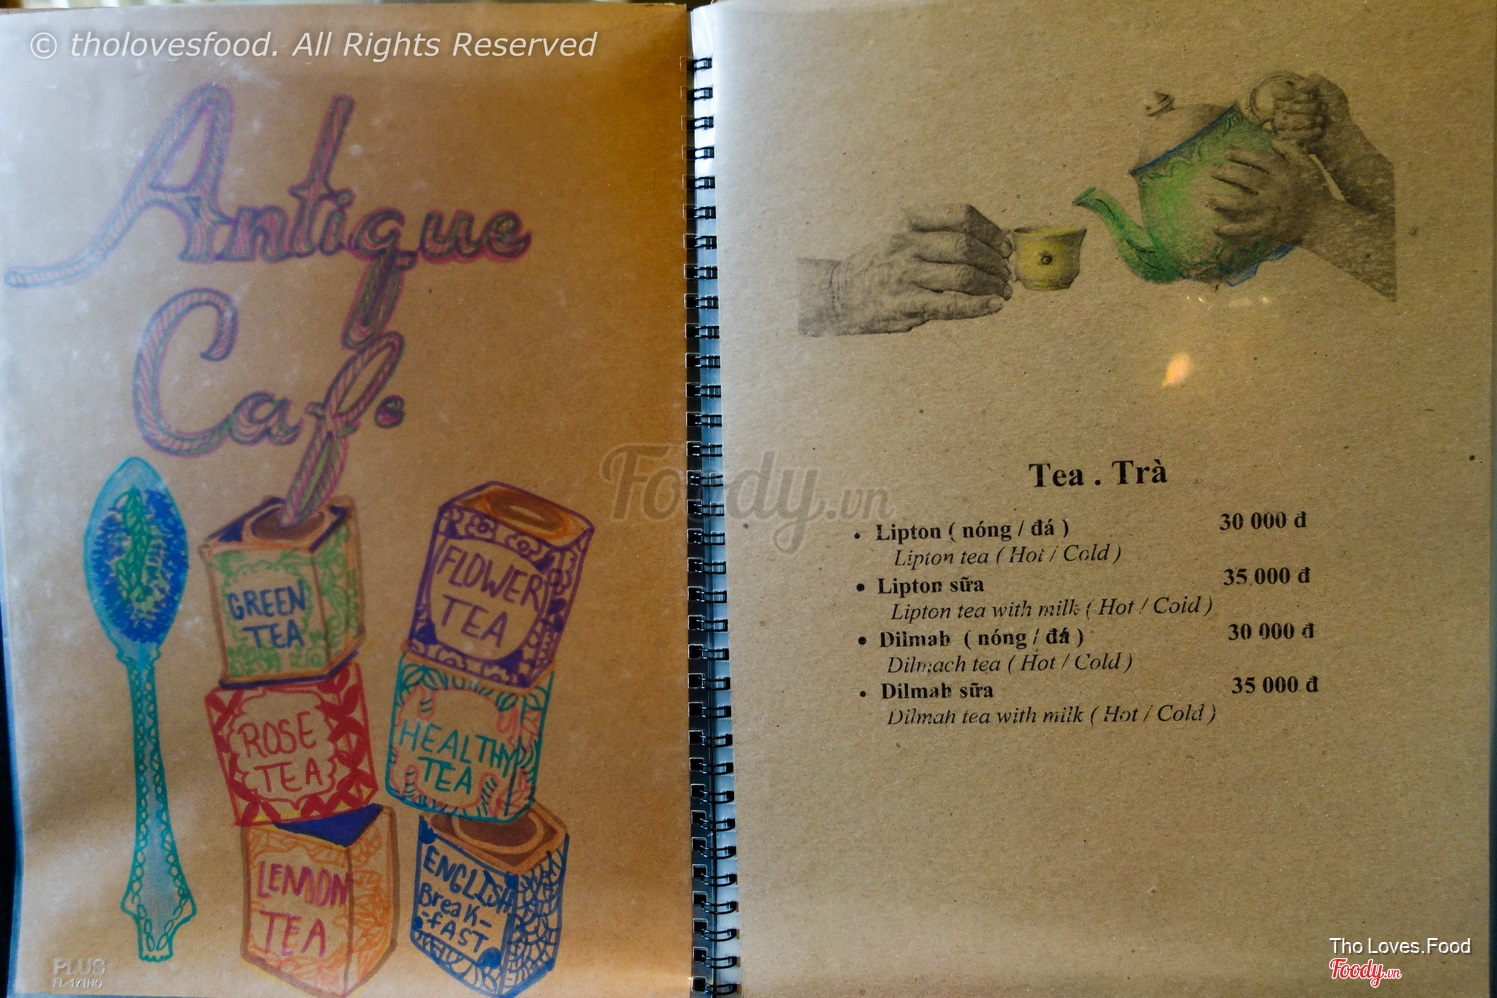 © tholovesfood. All Rights Reserved
Antique
Caf.
GREEN
TEA
FLOWER
TEA
ROSE
TEA
HEALTHY
TEA
LEMON
TEA
ENGLISH
Break-
-fAST
PLUS
Foody.vn
Tea . Trà
• Lipton ( nóng / đá ) 30 000 đ
Lipton tea ( Hot / Cold )
• Lipton sữa 35 000 đ
Lipton tea with milk ( Hot / Cold )
• Dilmah ( nóng / đá ) 30 000 đ
Dilmach tea ( Hot / Cold )
• Dilmah sữa 35 000 đ
Dilmah tea with milk ( Hot / Cold )
Tho Loves.Food
Foody.vn